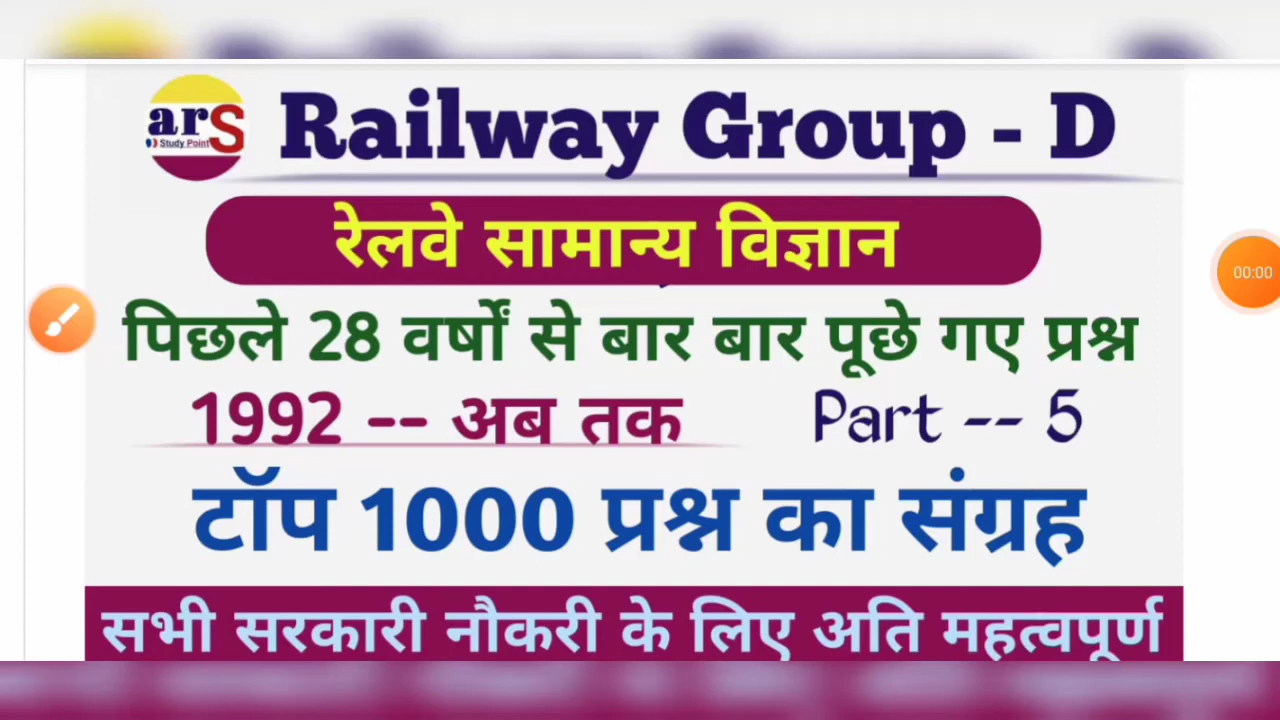 arS
Study Point
Railway Group - D
रेलवे सामान्य विज्ञान
पिछले 28 वर्षों से बार बार पूछे गए प्रश्न
1992 -- अब तक
Part -- 5
टॉप 1000 प्रश्न का संग्रह
सभी सरकारी नौकरी के लिए अति महत्वपूर्ण
00:00